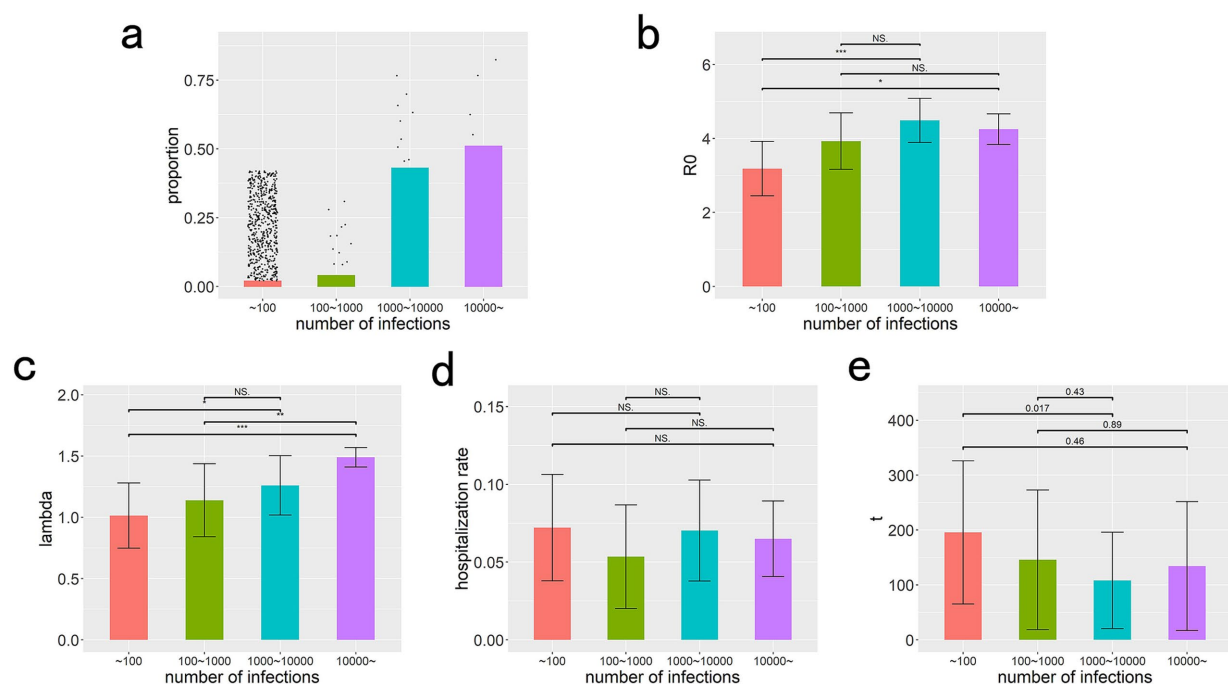 a
0.75
0.50
0.25
0.00
proportion
~100
100~1000
1000~10000
10000~
number of infections
b
6
4
2
0
R0
NS.
***
NS.
*
~100
100~1000
1000~10000
10000~
number of infections
c
2.0
1.5
1.0
0.5
0.0
lambda
NS.
*
**
***
~100
100~1000
1000~10000
10000~
number of infections
d
0.15
0.10
0.05
0.00
hospitalization rate
NS.
NS.
NS.
NS.
~100
100~1000
1000~10000
10000~
number of infections
e
400
300
200
100
0
t
0.43
0.017
0.89
0.46
~100
100~1000
1000~10000
10000~
number of infections